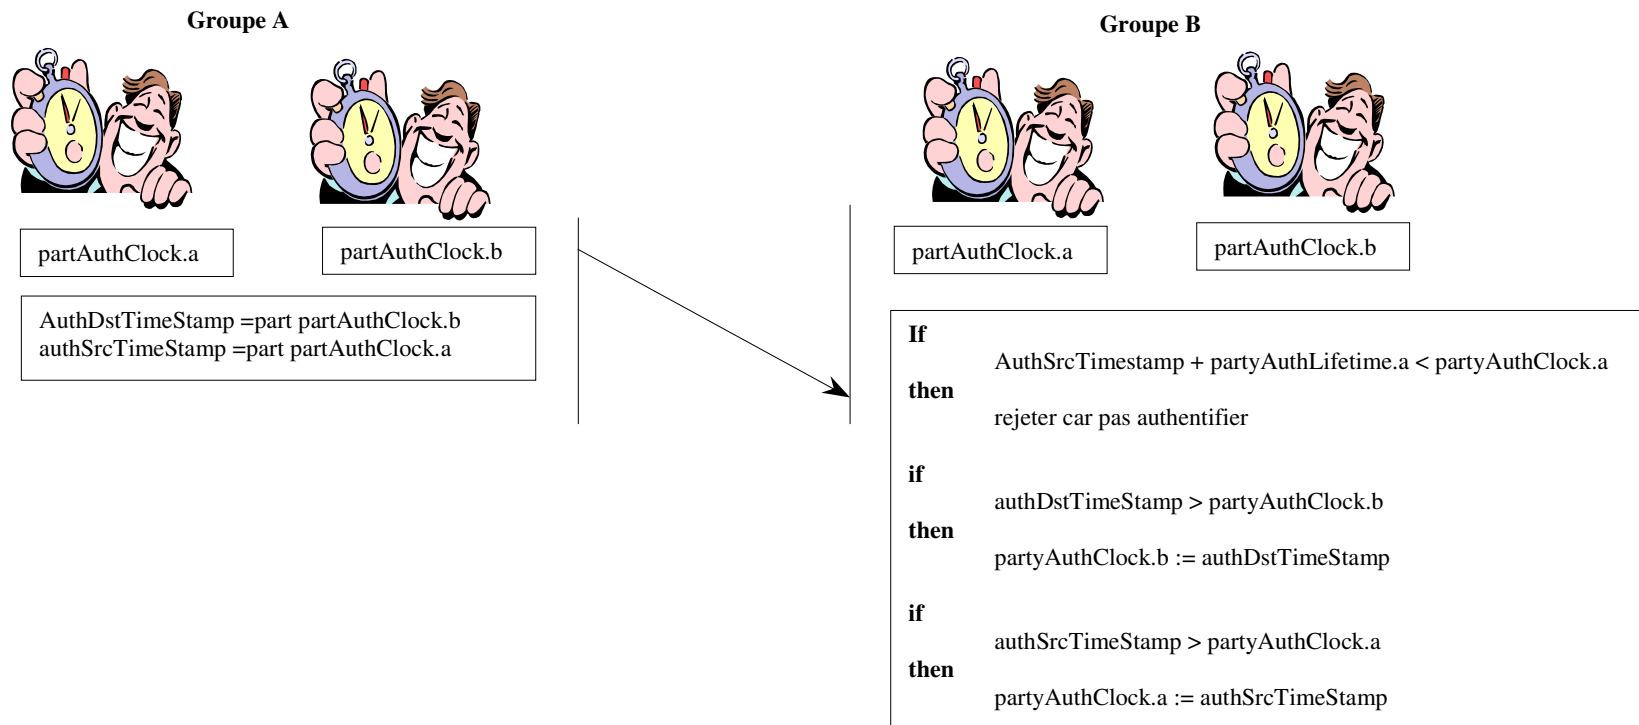 Groupe A
Groupe B
partAuthClock.a
partAuthClock.b
partAuthClock.a
partAuthClock.b
AuthDstTimeStamp =part partAuthClock.b
authSrcTimeStamp =part partAuthClock.a
If
AuthSrcTimestamp + partyAuthLifetime.a < partyAuthClock.a
then
rejeter car pas authentifier
if
authDstTimeStamp > partyAuthClock.b
then
partyAuthClock.b := authDstTimeStamp
if
authSrcTimeStamp > partyAuthClock.a
then
partyAuthClock.a := authSrcTimeStamp